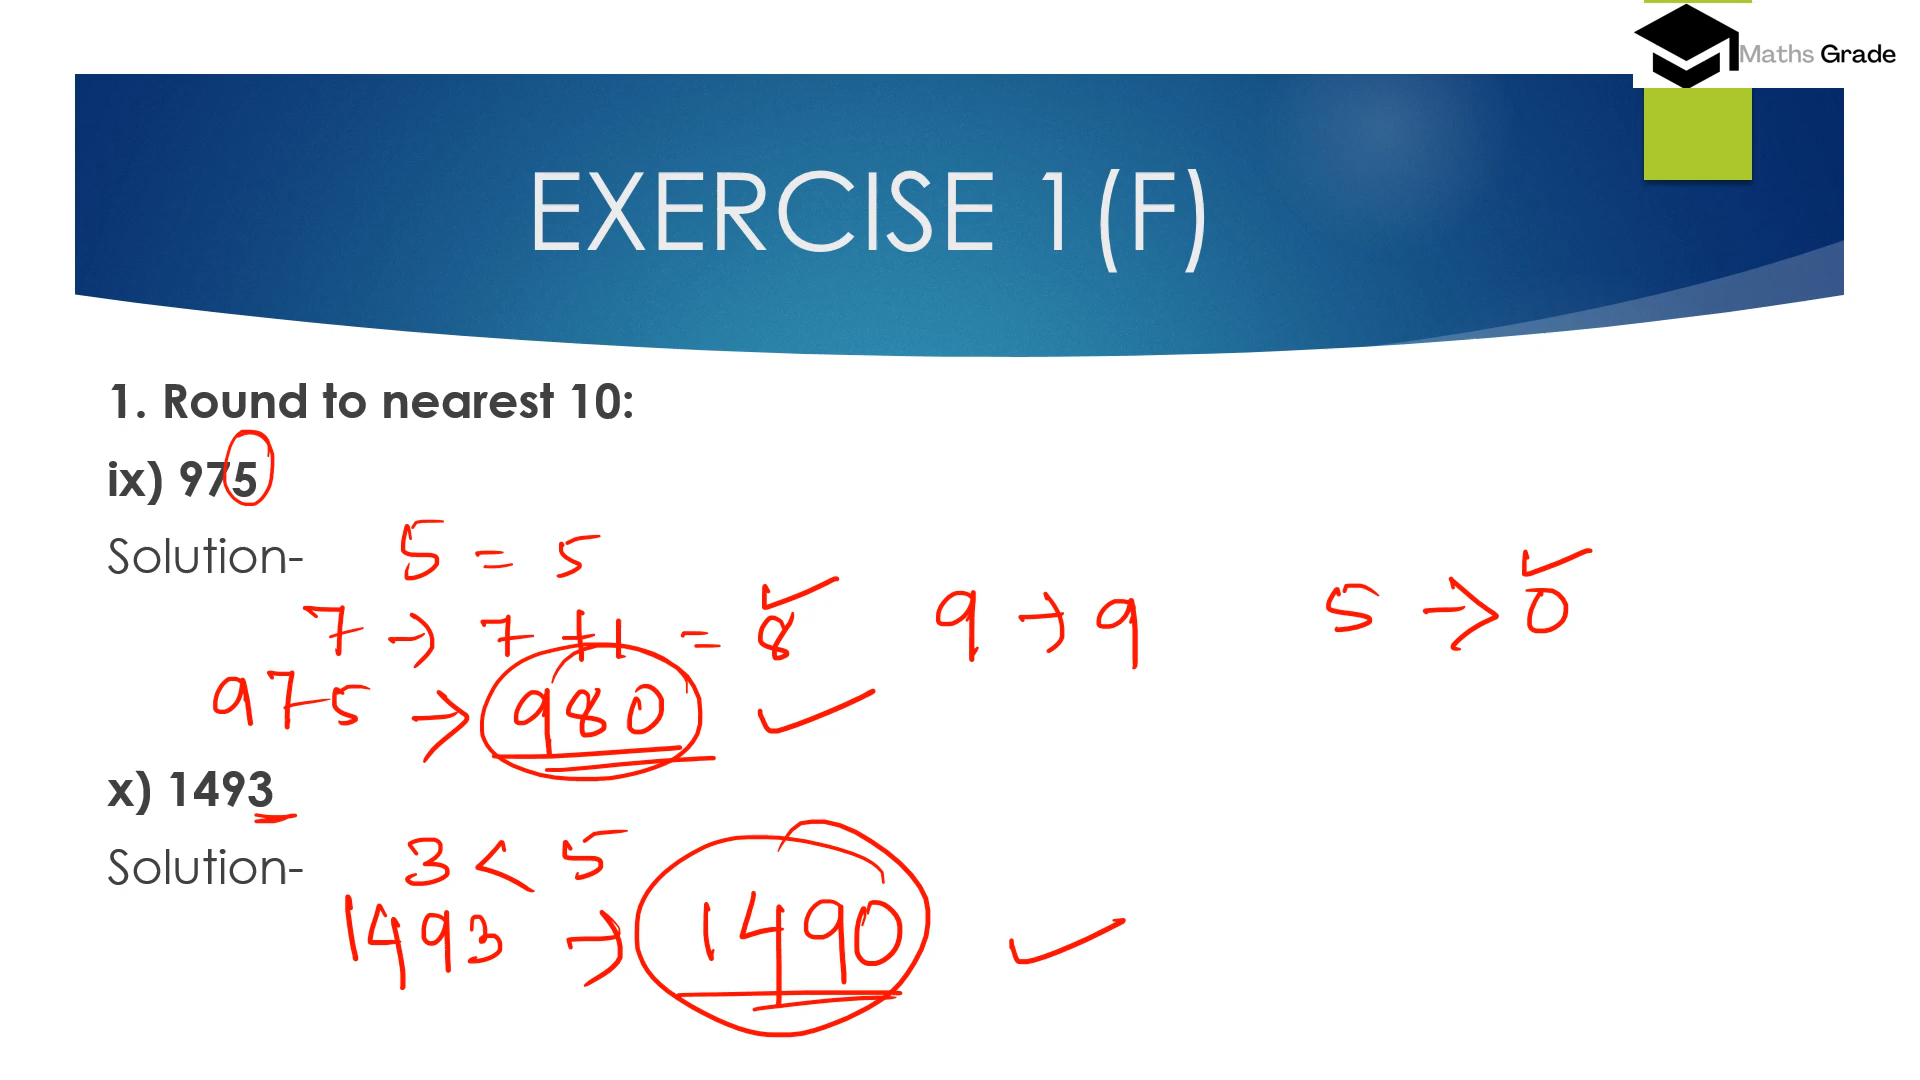 Maths Grade
EXERCISE 1(F)
1. Round to nearest 10:
ix) 975
Solution- 5 = 5
7 → 7 + 1 = 8 9 → 9 5 → 0
975 → 980
x) 1493
Solution- 3 < 5
1493 → 1490